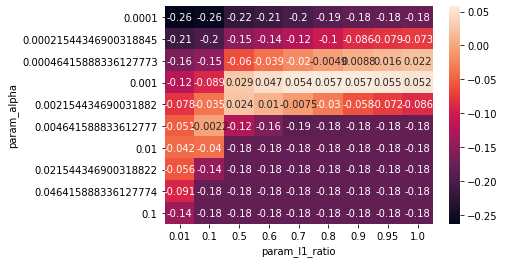 0.0001 -0.26 -0.26 -0.22 -0.21 -0.2 -0.19 -0.18 -0.18 -0.18
0.00021544346900318845 -0.21 -0.2 -0.15 -0.14 -0.12 -0.1 -0.086 -0.079 -0.073
0.00046415888336127773 -0.16 -0.15 -0.06 -0.039 -0.02 -0.0049 0.0088 0.016 0.022
0.001 -0.12 -0.089 0.029 0.047 0.054 0.057 0.057 0.055 0.052
0.002154434690031882 -0.078 -0.035 0.024 0.01 -0.0075 -0.03 -0.058 -0.072 -0.086
0.004641588833612777 -0.051 -0.0022 -0.12 -0.16 -0.19 -0.18 -0.18 -0.18 -0.18
0.01 -0.042 -0.04 -0.18 -0.18 -0.18 -0.18 -0.18 -0.18 -0.18
0.021544346900318822 -0.056 -0.14 -0.18 -0.18 -0.18 -0.18 -0.18 -0.18 -0.18
0.046415888336127774 -0.091 -0.18 -0.18 -0.18 -0.18 -0.18 -0.18 -0.18 -0.18
0.1 -0.14 -0.18 -0.18 -0.18 -0.18 -0.18 -0.18 -0.18 -0.18
0.01 0.1 0.5 0.6 0.7 0.8 0.9 0.95 1.0
param_l1_ratio
param_alpha
0.05
0.00
−0.05
−0.10
−0.15
−0.20
−0.25